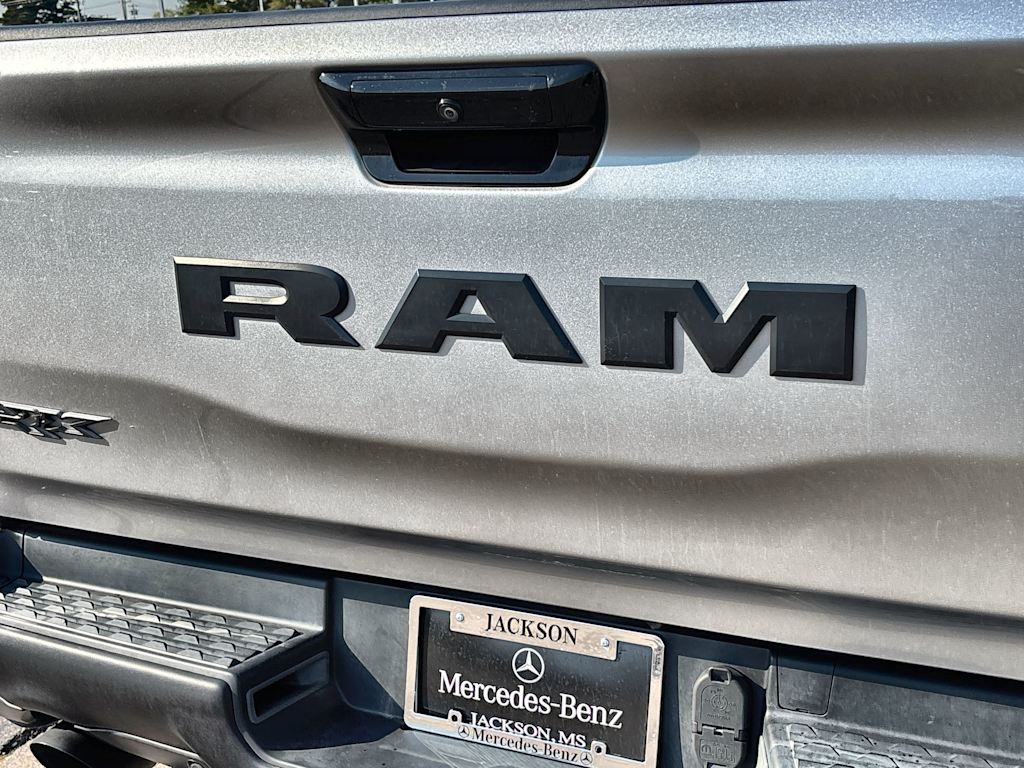 RAM
JACKSON
Mercedes-Benz
JACKSON, MS
Mercedes-Benz